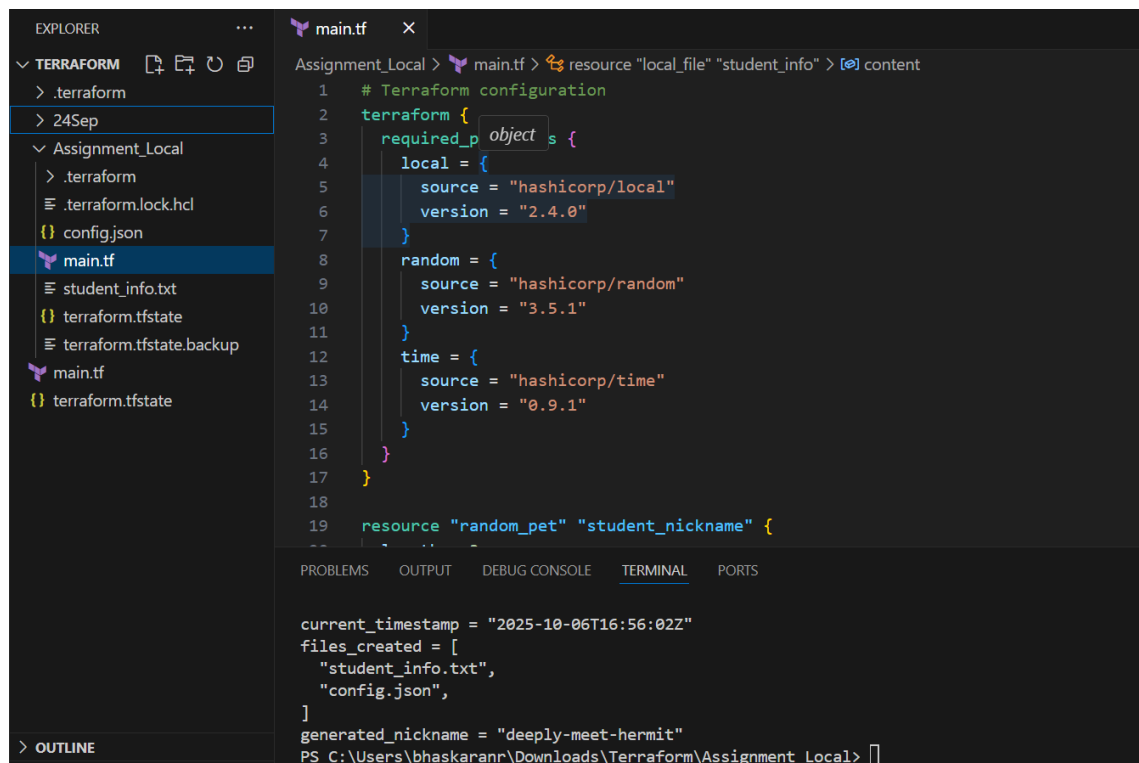 EXPLORER
TERRAFORM
.terraform
24Sep
Assignment_Local
.terraform
.terraform.lock.hcl
config.json
main.tf
student_info.txt
terraform.tfstate
terraform.tfstate.backup
main.tf
terraform.tfstate
OUTLINE
main.tf
Assignment_Local > main.tf > resource "local_file" "student_info" > content
1 # Terraform configuration
2 terraform {
3 required_p s {
object
4 local = {
5 source = "hashicorp/local"
6 version = "2.4.0"
7 }
8 random = {
9 source = "hashicorp/random"
10 version = "3.5.1"
11 }
12 time = {
13 source = "hashicorp/time"
14 version = "0.9.1"
15 }
16 }
17 }
18
19 resource "random_pet" "student_nickname" {
PROBLEMS OUTPUT DEBUG CONSOLE TERMINAL PORTS
current_timestamp = "2025-10-06T16:56:02Z"
files_created = [
"student_info.txt",
"config.json",
]
generated_nickname = "deeply-meet-hermit"
PS C:\Users\bhaskaranr\Downloads\Terraform\Assignment_Local>